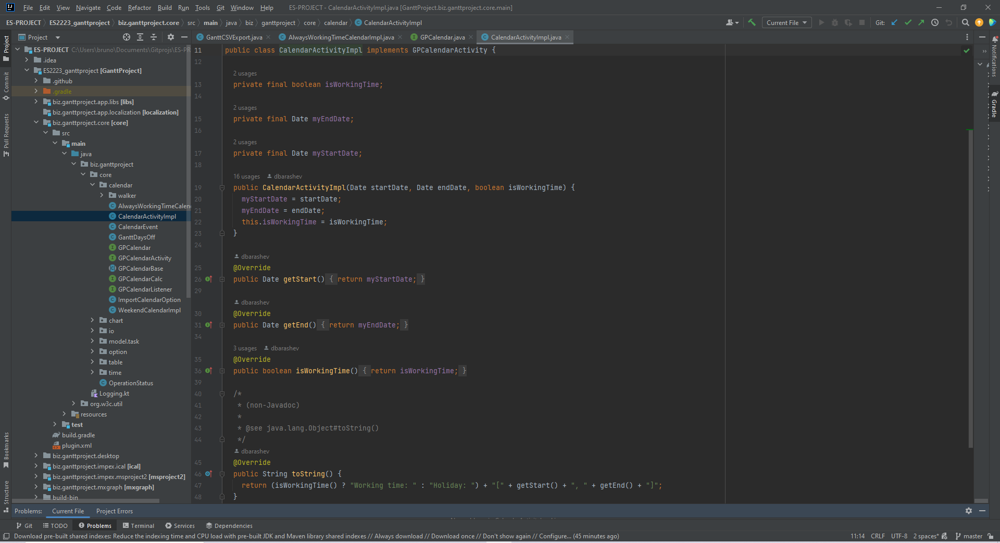 File Edit View Navigate Code Refactor Build Run Tools Git Window Help ES-PROJECT - CalendarActivityImpl.java [GanttProject.biz.ganttproject.core.main]
ES-PROJECT ES2223_ganttproject biz.ganttproject.core src main java biz ganttproject core calendar CalendarActivityImpl Current File Git:
Project GanttCSVExport.java AlwaysWorkingTimeCalendarImpl.java GPCalendar.java CalendarActivityImpl.java
Project
Commit
Pull Requests
Bookmarks
Structure
ES-PROJECT C:\Users\bruno\Documents\Gitprojs\ES-PR
.idea
ES2223_ganttproject [GanttProject]
.github
.gradle
biz.ganttproject.app.libs [libs]
biz.ganttproject.app.localization [localization]
biz.ganttproject.core [core]
src
main
java
biz.ganttproject
core
calendar
walker
AlwaysWorkingTimeCalen
CalendarActivityImpl
CalendarEvent
GanttDaysOff
GPCalendar
GPCalendarActivity
GPCalendarBase
GPCalendarCalc
GPCalendarListener
ImportCalendarOption
WeekendCalendarImpl
chart
io
model.task
option
table
time
OperationStatus
Logging.kt
org.w3c.util
resources
test
build.gradle
plugin.xml
biz.ganttproject.desktop
biz.ganttproject.impex.ical [ical]
biz.ganttproject.impex.msproject2 [msproject2]
biz.ganttproject.mxgraph [mxgraph]
build-bin
11 public class CalendarActivityImpl implements GPCalendarActivity {
12
2 usages
13 private final boolean isWorkingTime;
14
2 usages
15 private final Date myEndDate;
16
2 usages
17 private final Date myStartDate;
18
16 usages dbarashev
19 public CalendarActivityImpl(Date startDate, Date endDate, boolean isWorkingTime) {
20 myStartDate = startDate;
21 myEndDate = endDate;
22 this.isWorkingTime = isWorkingTime;
23 }
24
dbarashev
25 @Override
26 public Date getStart() { return myStartDate; }
29
dbarashev
30 @Override
31 public Date getEnd() { return myEndDate; }
34
3 usages dbarashev
35 @Override
36 public boolean isWorkingTime() { return isWorkingTime; }
39
40 /*
41 * (non-Javadoc)
42 *
43 * @see java.lang.Object#toString()
44 */
dbarashev
45 @Override
46 public String toString() {
47 return (isWorkingTime() ? "Working time: " : "Holiday: ") + "[" + getStart() + ", " + getEnd() + "]";
48 }
Notifications
Gradle
Problems: Current File Project Errors
Git TODO Problems Terminal Services Dependencies
Download pre-built shared indexes: Reduce the indexing time and CPU load with pre-built JDK and Maven library shared indexes // Always download // Download once // Don't show again // Configure... (45 minutes ago) 11:14 CRLF UTF-8 2 spaces* master